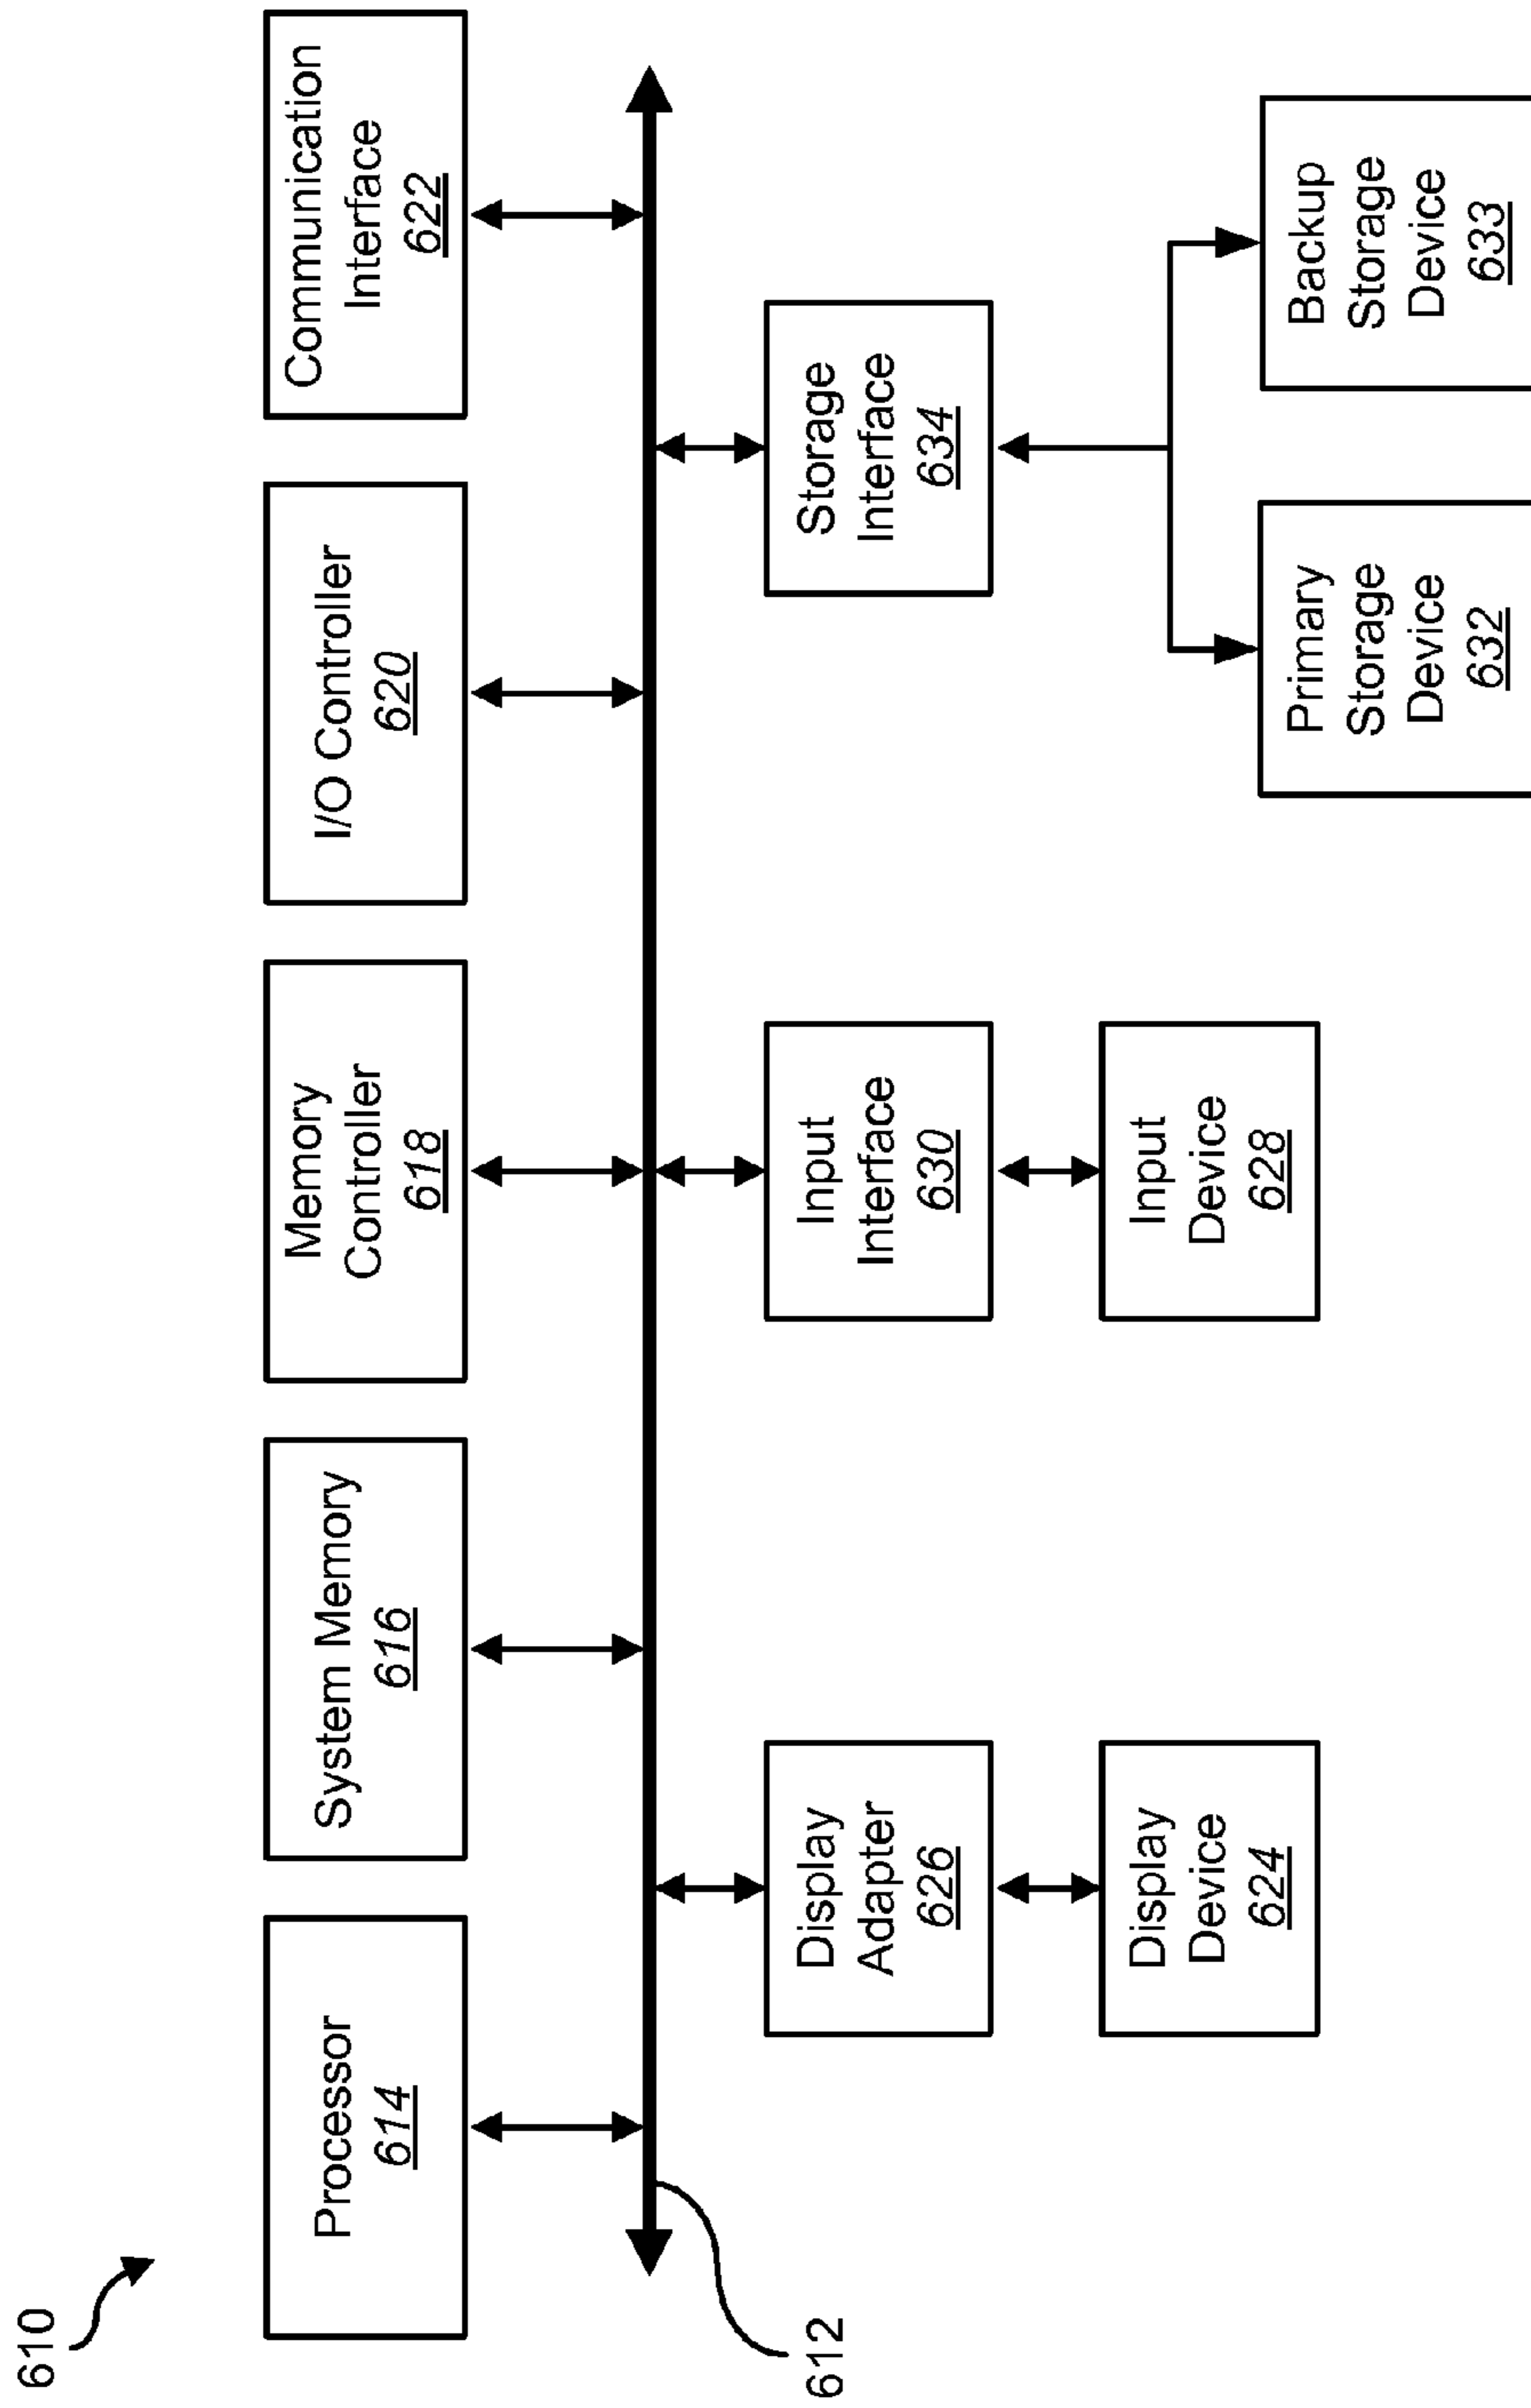 610
Processor
614
System Memory
616
Memory
Controller
618
I/O Controller
620
Communication
Interface
622
612
Display
Adapter
626
Input
Interface
630
Storage
Interface
634
Display
Device
624
Input
Device
628
Primary
Storage
Device
632
Backup
Storage
Device
633